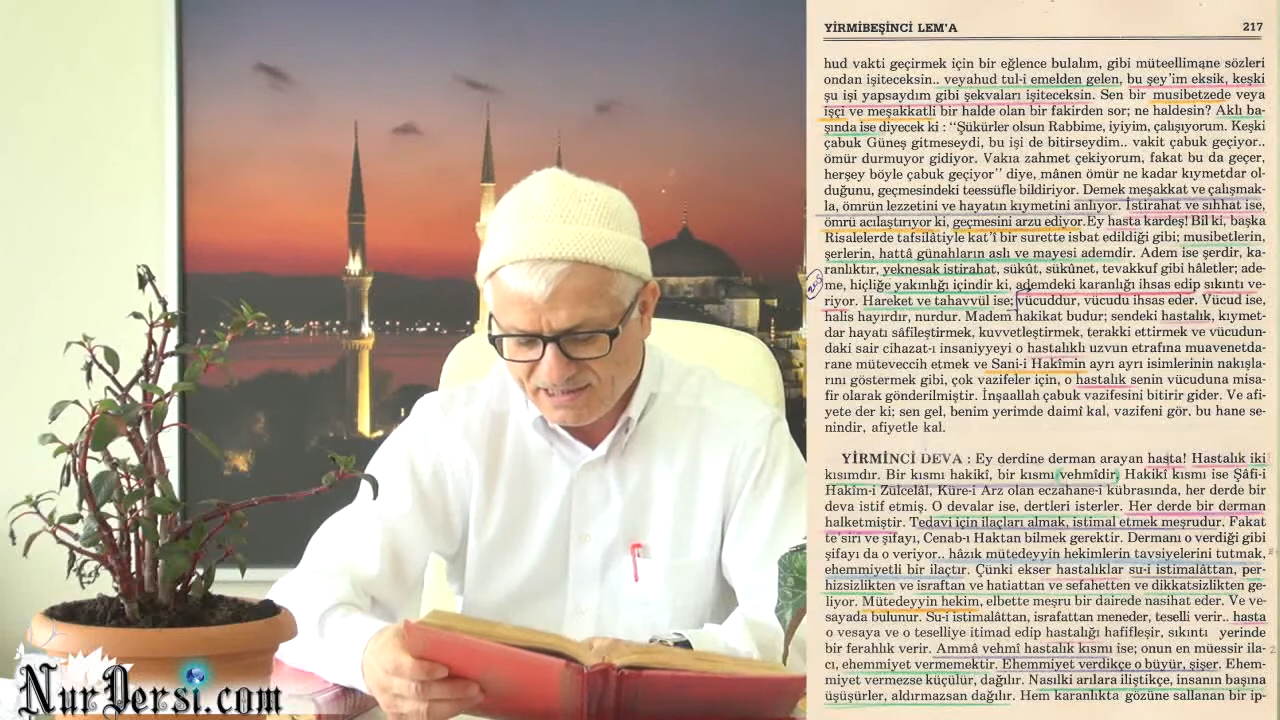 YİRMİBEŞİNCİ LEM'A 217
hud vakti geçirmek için bir eğlence bulalım, gibi müteellimane sözleri
ondan işiteceksin.. veyahud tul-i emelden gelen, bu şey'im eksik, keşki
şu işi yapsaydım gibi şekvaları işiteceksin. Sen bir musibetzede veya
işçi ve meşakkatli bir halde olan bir fakirden sor; ne haldesin? Aklı ba-
şında ise diyecek ki : "Şükürler olsun Rabbime, iyiyim, çalışıyorum. Keşki
çabuk Güneş gitmeseydi, bu işi de bitirseydim.. vakit çabuk geçiyor..
ömür durmuyor gidiyor. Vakıa zahmet çekiyorum, fakat bu da geçer,
herşey böyle çabuk geçiyor" diye, mânen ömür ne kadar kıymetdar ol-
duğunu, geçmesindeki teessüfle bildiriyor. Demek meşakkat ve çalışmak-
la, ömrün lezzetini ve hayatın kıymetini anlıyor. İstirahat ve sıhhat ise,
ömrü acılaştırıyor ki, geçmesini arzu ediyor. Ey hasta kardeş! Bil ki, başka
Risalelerde tafsilâtiyle kat'î bir surette isbat edildiği gibi; musibetlerin,
şerlerin, hattâ günahların aslı ve mayesi ademdir. Adem ise şerdir, ka-
ranlıktır, yeknesak istirahat, sükût, sükûnet, tevakkuf gibi hâletler; ade-
me, hiçliğe yakınlığı içindir ki, ademdeki karanlığı ihsas edip sıkıntı ve-
riyor. Hareket ve tahavvül ise; vücuddur, vücudu ihsas eder. Vücud ise,
halis hayırdır, nurdur. Madem hakikat budur; sendeki hastalık, kıymet-
dar hayatı sâfileştirmek, kuvvetleştirmek, terakki ettirmek ve vücudun-
daki sair cihazat-ı insaniyyeyi o hastalıklı uzvun etrafına muavenetda-
rane müteveccih etmek ve Sani-i Hakîmin ayrı ayrı isimlerinin nakışla-
rını göstermek gibi, çok vazifeler için, o hastalık senin vücuduna misa-
fir olarak gönderilmiştir. İnşaallah çabuk vazifesini bitirir gider. Ve afi-
yete der ki; sen gel, benim yerimde daimî kal, vazifeni gör. bu hane se-
nindir, afiyetle kal.
YİRMİNCİ DEVA : Ey derdine derman arayan hasta! Hastalık iki
kısımdır. Bir kısmı hakikî, bir kısmı vehmîdir. Hakikî kısmı ise Şâfi-i
Hakîm-i Zülcelâl, Küre-i Arz olan eczahane-i kübrasında, her derde bir
deva istif etmiş. O devalar ise, dertleri isterler. Her derde bir derman
halketmiştir. Tedavi için ilaçları almak, istimal etmek meşrudur. Fakat
te'siri ve şifayı, Cenab-ı Haktan bilmek gerektir. Dermanı o verdiği gibi
şifayı da o veriyor.. hâzık mütedeyyin hekimlerin tavsiyelerini tutmak,
ehemmiyetli bir ilaçtır. Çünki ekser hastalıklar su-i istimalâttan, per-
hizsizlikten ve israftan ve hatiattan ve sefahetten ve dikkatsizlikten ge-
liyor. Mütedeyyin hekim, elbette meşru bir dairede nasihat eder. Ve ve-
sayada bulunur. Su-i istimalâttan, israfattan meneder, teselli verir.. hasta
o vesaya ve o teselliye itimad edip hastalığı hafifleşir, sıkıntı yerinde
bir ferahlık verir. Ammâ vehmî hastalık kısmı ise; onun en müessir ila-
cı, ehemmiyet vermemektir. Ehemmiyet verdikçe o büyür, şişer. Ehem-
miyet vermezse küçülür, dağılır. Nasılki arılara iliştikçe, insanın başına
üşüşürler, aldırmazsan dağılır. Hem karanlıkta gözüne sallanan bir ip-
NurDersi.com